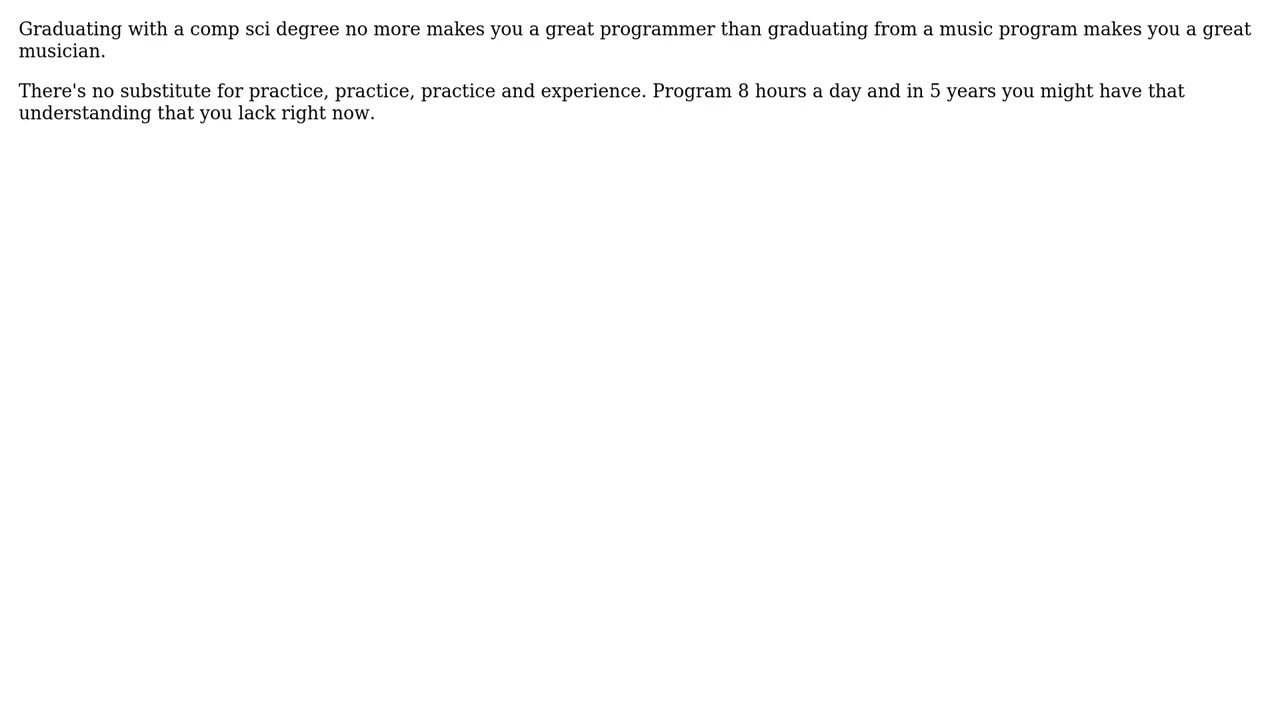 Graduating with a comp sci degree no more makes you a great programmer than graduating from a music program makes you a great
musician.
There's no substitute for practice, practice, practice and experience. Program 8 hours a day and in 5 years you might have that
understanding that you lack right now.